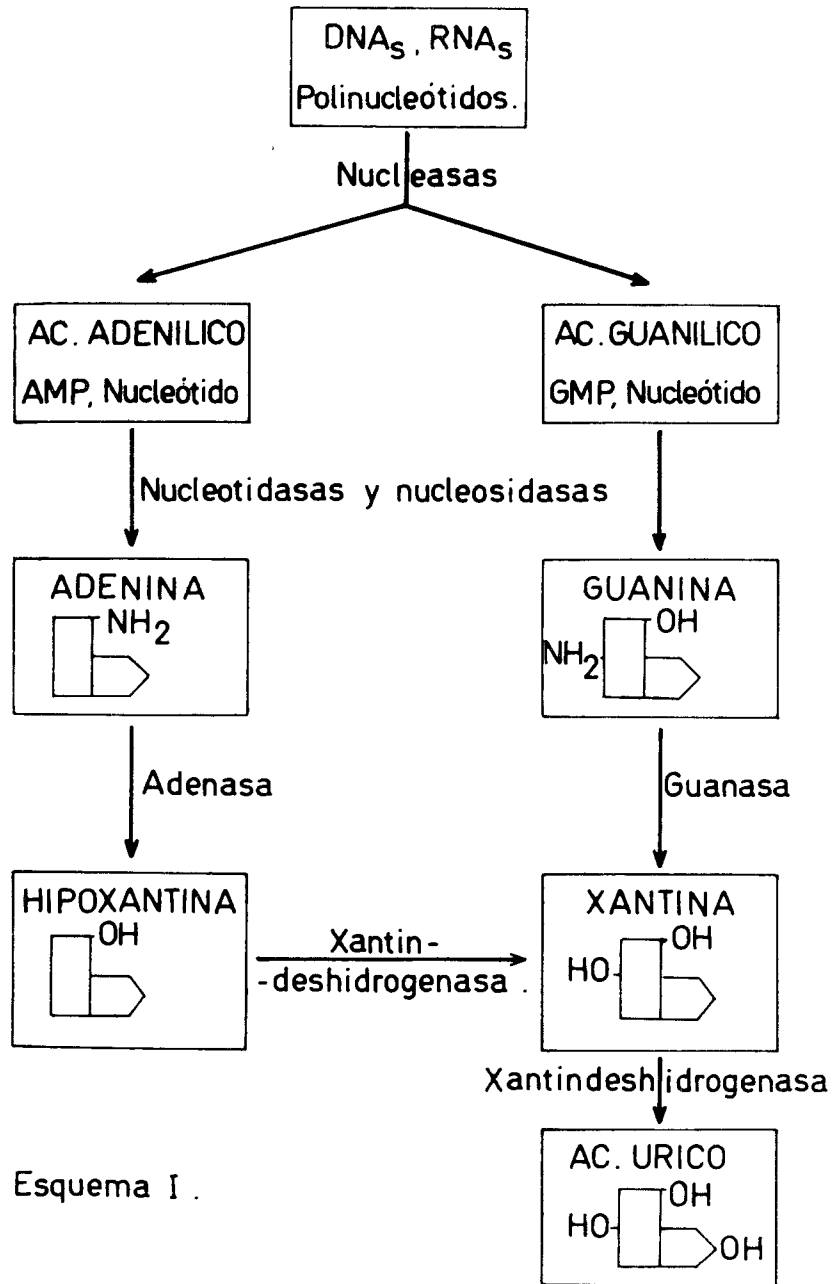 DNAs, RNAs
Polinucleótidos.
Nucleasas
AC. ADENILICO
AMP, Nucleótido
AC. GUANILICO
GMP, Nucleótido
Nucleotidasas y nucleosidasas
ADENINA
NH2
GUANINA
OH
NH2
Adenasa
Guanasa
HIPOXANTINA
OH
Xantin-
-deshidrogenasa.
XANTINA
OH
HO
Xantindeshidrogenasa
AC. URICO
OH
HO
OH
Esquema I.